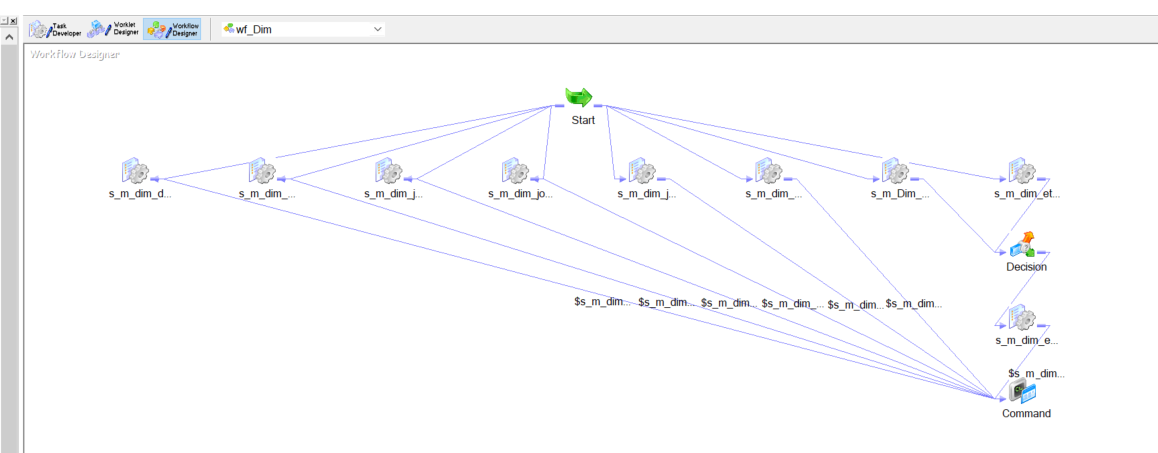 Task Developer
Worklet Designer
Workflow Designer
wf_Dim
Workflow Designer
Start
s_m_dim_d...
s_m_dim_...
s_m_dim_j...
s_m_dim_jo...
s_m_dim_j...
s_m_dim_...
s_m_Dim_...
s_m_dim_et...
Decision
$s_m_dim...
$s_m_dim...
$s_m_dim...
$s_m_dim_...
$s_m_dim...
$s_m_dim...
s_m_dim_e...
$s_m_dim...
Command